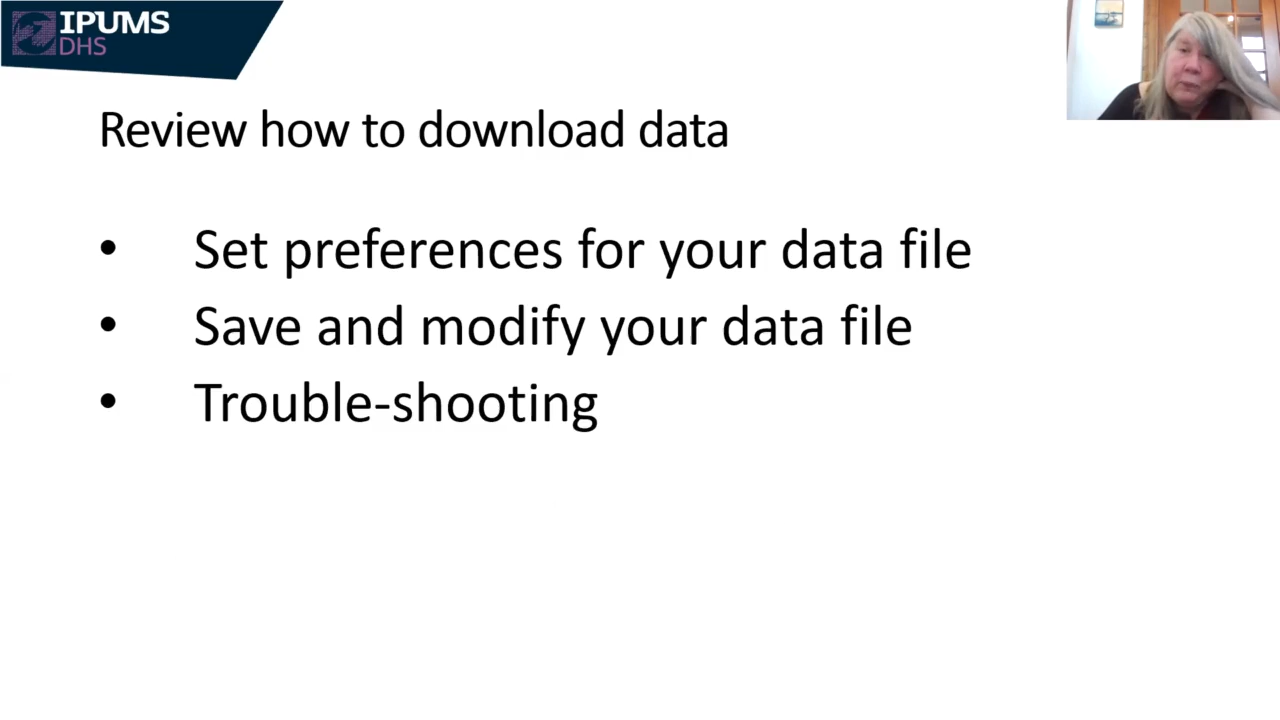 IPUMS
DHS
Review how to download data
• Set preferences for your data file
• Save and modify your data file
• Trouble-shooting